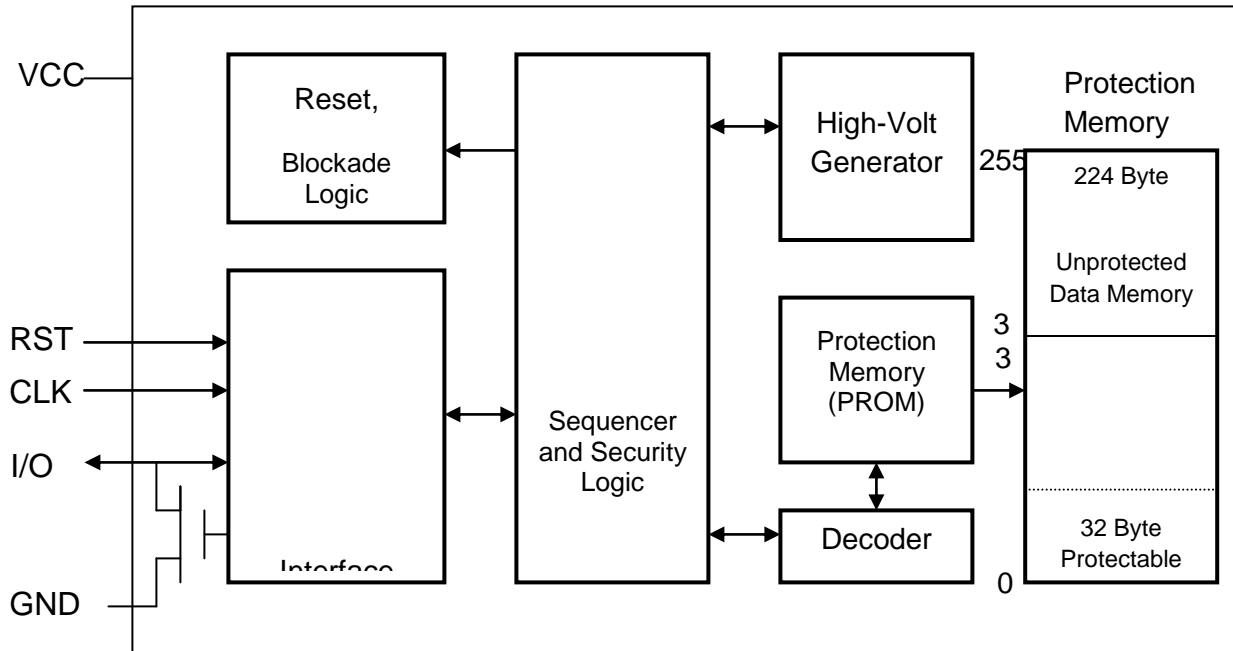 VCC
RST
CLK
I/O
GND
Reset,
Blockade
Logic
Interface
Sequencer
and Security
Logic
High-Volt
Generator
Protection
Memory
(PROM)
Decoder
Protection
Memory
255
224 Byte
Unprotected
Data Memory
3
3
32 Byte
Protectable
0